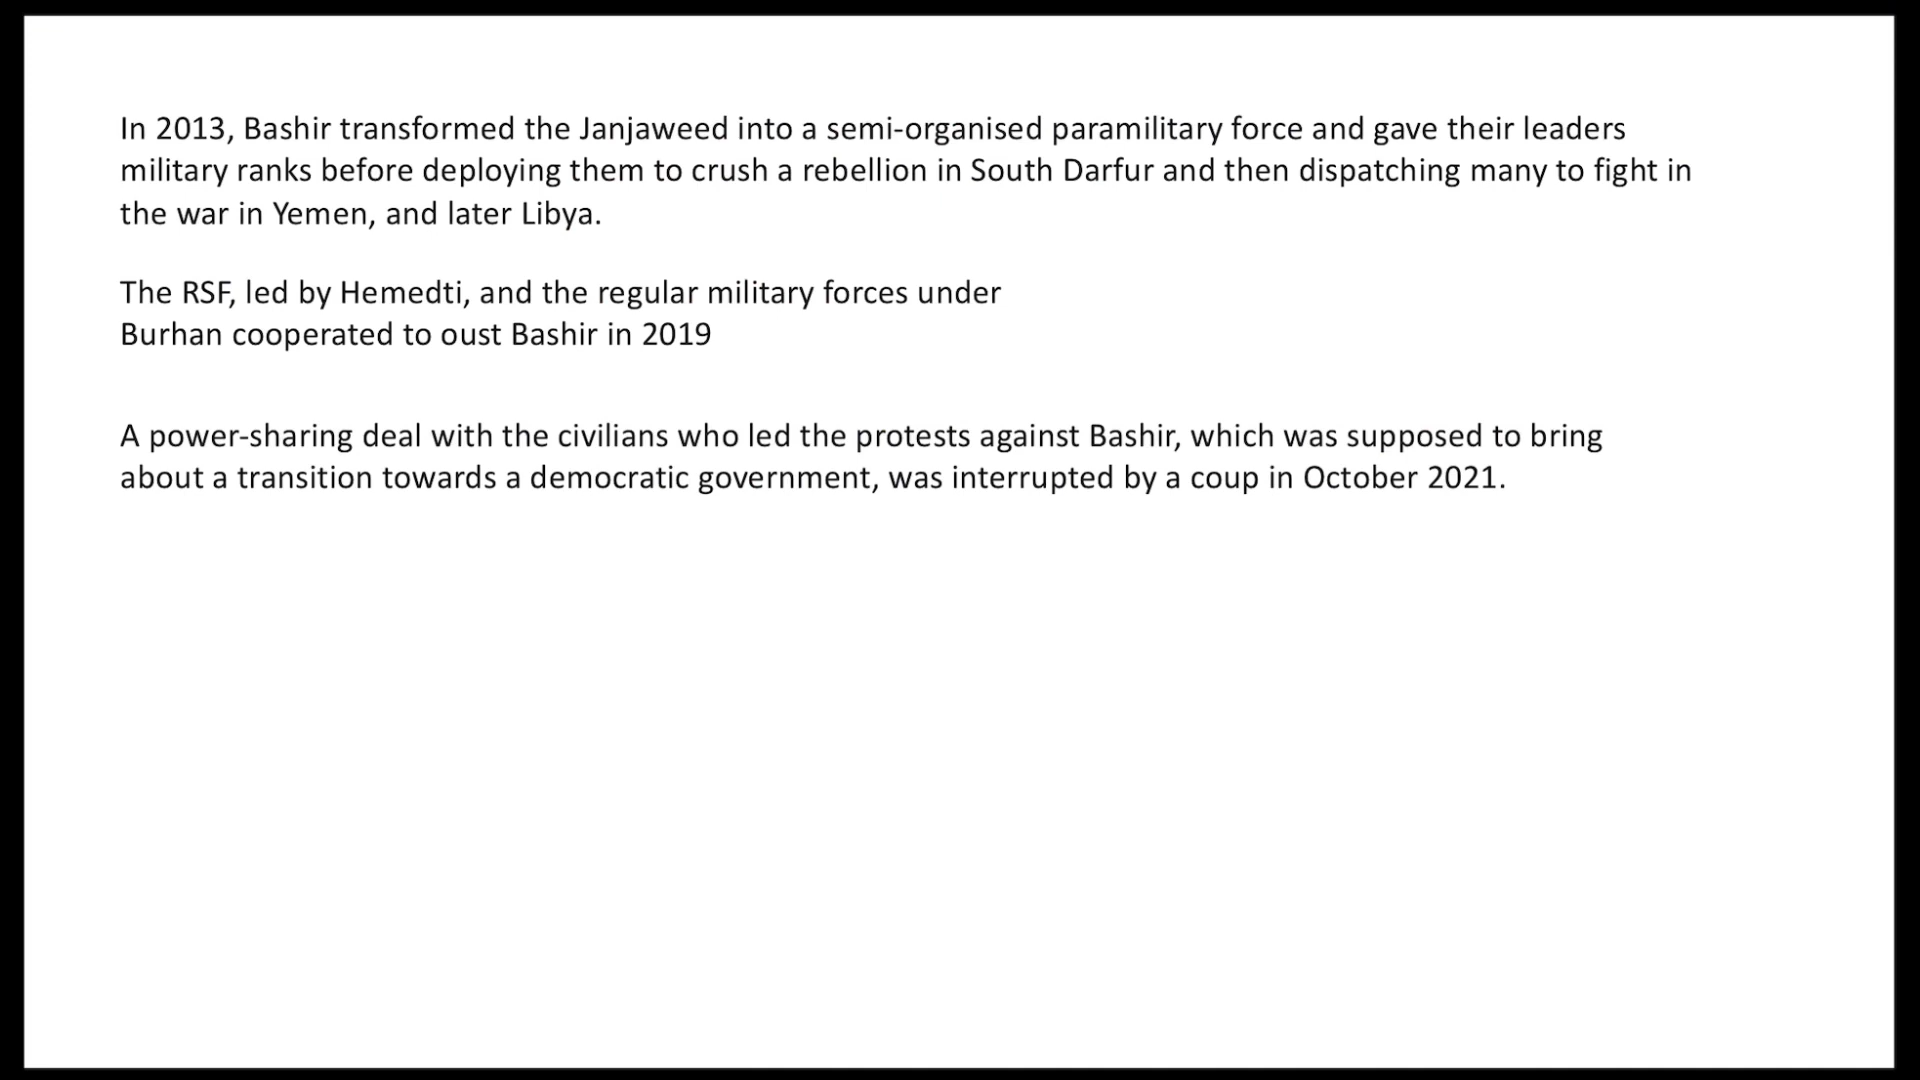 In 2013, Bashir transformed the Janjaweed into a semi-organised paramilitary force and gave their leaders
military ranks before deploying them to crush a rebellion in South Darfur and then dispatching many to fight in
the war in Yemen, and later Libya.
The RSF, led by Hemedti, and the regular military forces under
Burhan cooperated to oust Bashir in 2019
A power-sharing deal with the civilians who led the protests against Bashir, which was supposed to bring
about a transition towards a democratic government, was interrupted by a coup in October 2021.